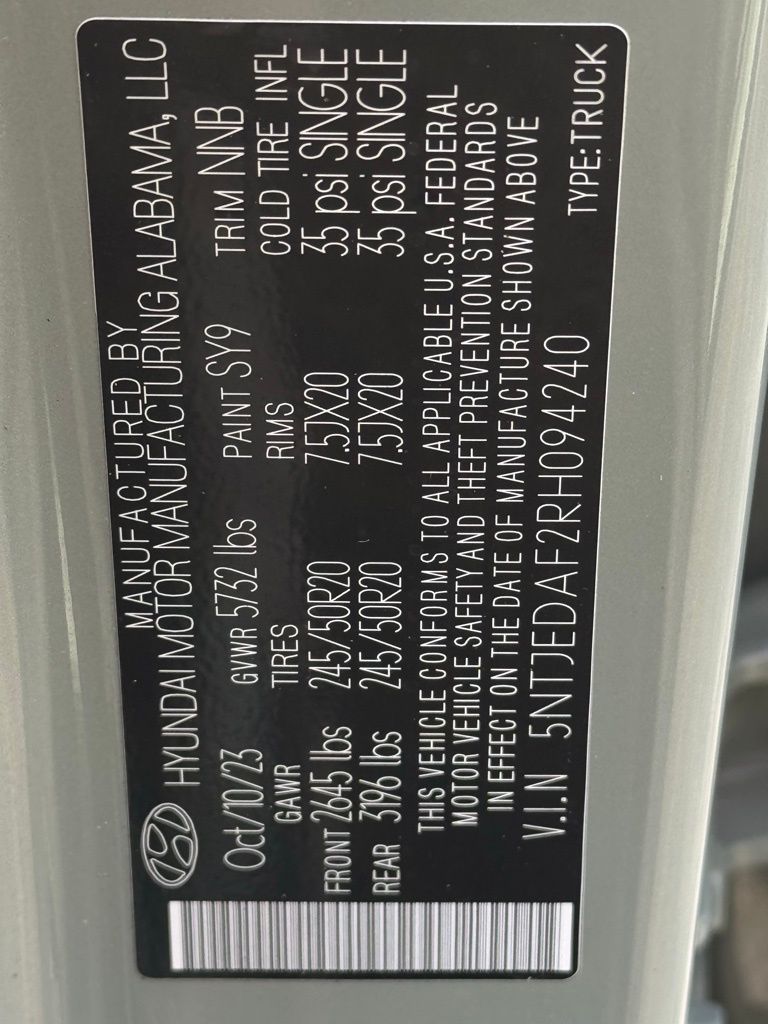 MANUFACTURED BY
HYUNDAI MOTOR MANUFACTURING ALABAMA, LLC
Oct/10/23 GVWR 5732 lbs PAINT SY9 TRIM NNB
GAWR TIRES RIMS COLD TIRE INFL
FRONT 2645 lbs 245/50R20 7.5JX20 35 psi SINGLE
REAR 3196 lbs 245/50R20 7.5JX20 35 psi SINGLE
THIS VEHICLE CONFORMS TO ALL APPLICABLE U.S.A. FEDERAL
MOTOR VEHICLE SAFETY AND THEFT PREVENTION STANDARDS
IN EFFECT ON THE DATE OF MANUFACTURE SHOWN ABOVE
V.I.N 5NTJEDAF2RH094240 TYPE:TRUCK